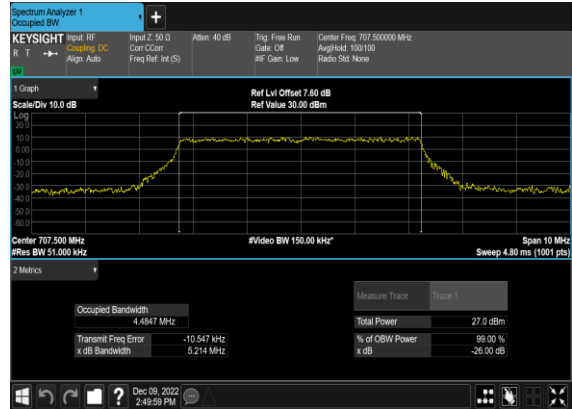 Spectrum Analyzer 1
Occupied BW
+
KEYSIGHT
R T
LXI
Input: RF
Coupling: DC
Align: Auto
Input Z: 50 Ω
Corr CCorr
Freq Ref: Int (S)
Atten: 40 dB
Trig: Free Run
Gate: Off
#IF Gain: Low
Center Freq: 707.500000 MHz
Avg|Hold: 100/100
Radio Std: None
1 Graph
Scale/Div 10.0 dB
Ref Lvl Offset 7.60 dB
Ref Value 30.00 dBm
Log
20.0
10.0
0.00
-10.0
-20.0
-30.0
-40.0
-50.0
-60.0
Center 707.500 MHz
#Res BW 51.000 kHz
#Video BW 150.00 kHz*
Span 10 MHz
Sweep 4.80 ms (1001 pts)
2 Metrics
Measure Trace Trace 1
Occupied Bandwidth
4.4847 MHz
Total Power 27.0 dBm
Transmit Freq Error -10.547 kHz
% of OBW Power 99.00 %
x dB Bandwidth 5.214 MHz
x dB -26.00 dB
?
Dec 09, 2022
2:49:59 PM